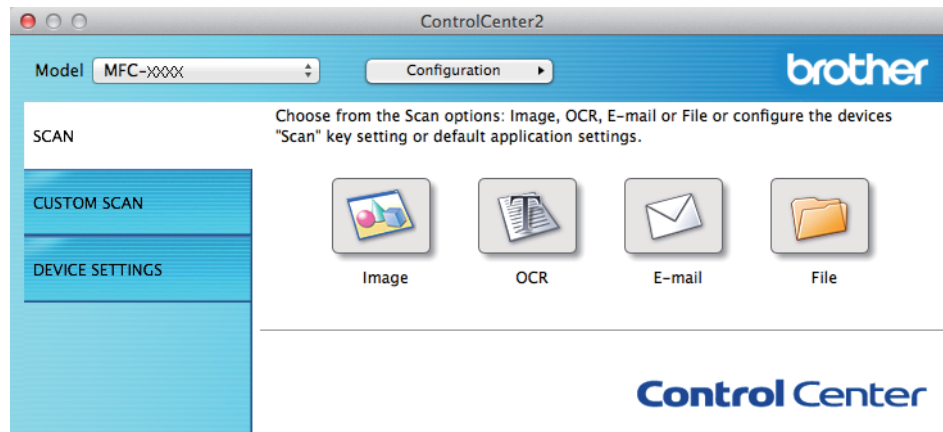 ControlCenter2
Model MFC-XXXX Configuration
brother
SCAN
Choose from the Scan options: Image, OCR, E-mail or File or configure the devices
"Scan" key setting or default application settings.
CUSTOM SCAN
DEVICE SETTINGS
Image OCR E-mail File
Control Center